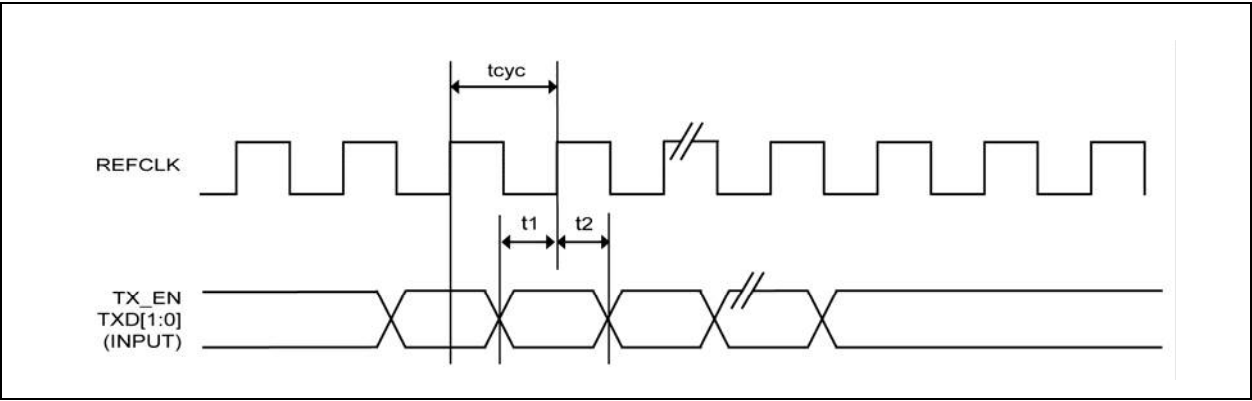 tcyc
REFCLK
t1
t2
TX_EN
TXD[1:0]
(INPUT)